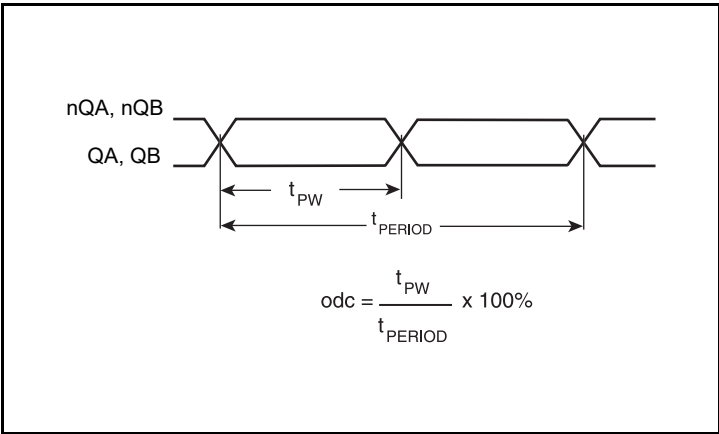 nQA, nQB
QA, QB
tPW
tPERIOD
odc = tPW / tPERIOD x 100%